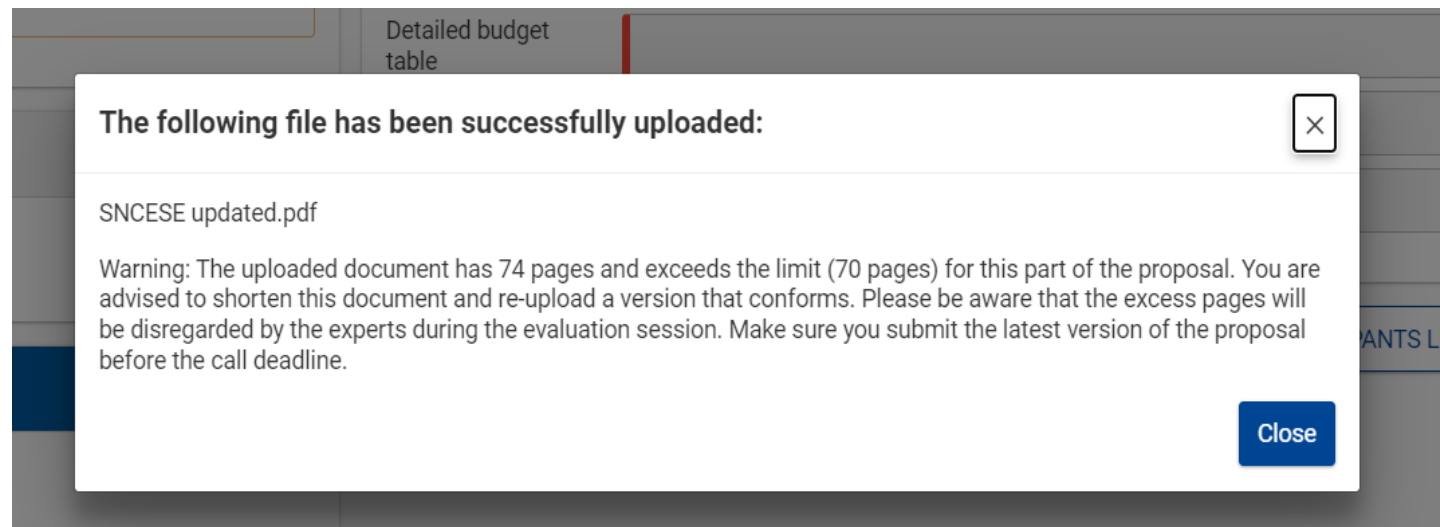 Detailed budget
table
The following file has been successfully uploaded:
SNCESE updated.pdf
Warning: The uploaded document has 74 pages and exceeds the limit (70 pages) for this part of the proposal. You are
advised to shorten this document and re-upload a version that conforms. Please be aware that the excess pages will
be disregarded by the experts during the evaluation session. Make sure you submit the latest version of the proposal
before the call deadline.
PANTS L
Close